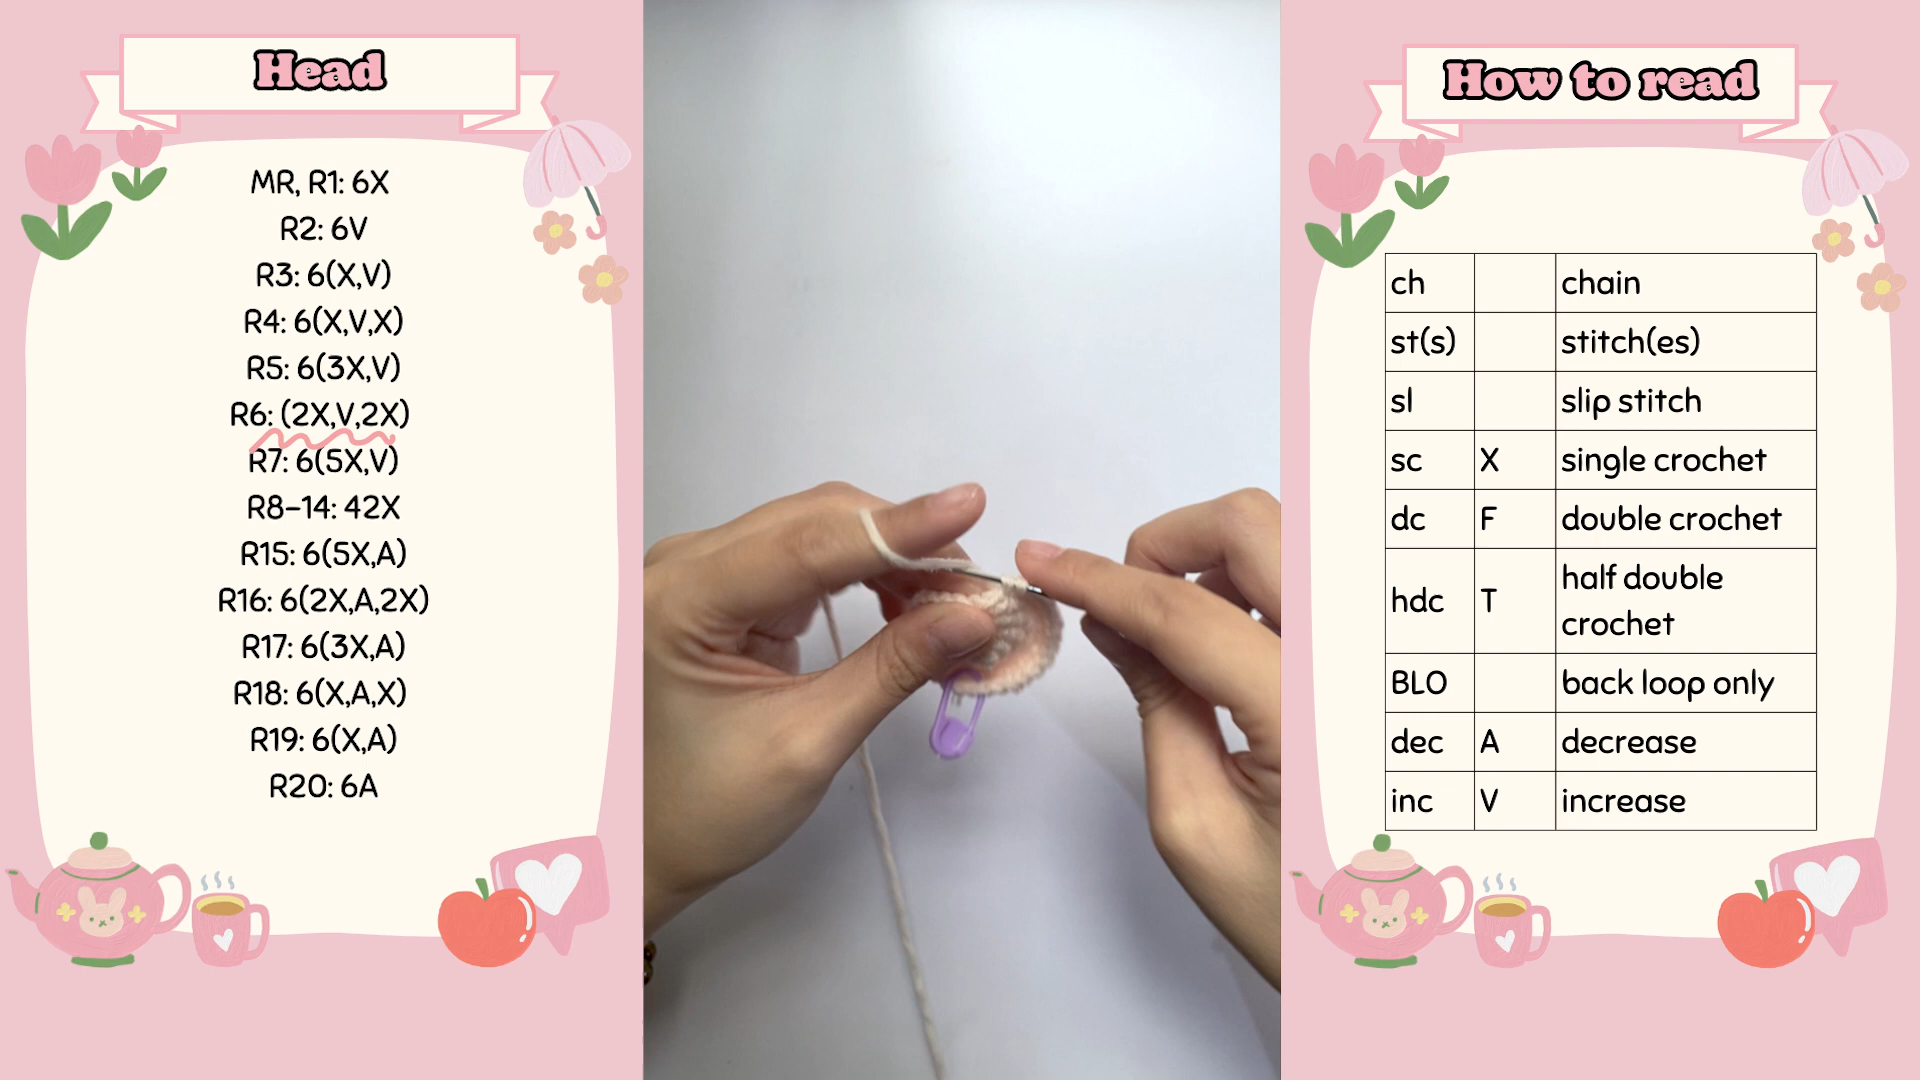 Head
MR, R1: 6X
R2: 6V
R3: 6(X,V)
R4: 6(X,V,X)
R5: 6(3X,V)
R6: (2X,V,2X)
R7: 6(5X,V)
R8-14: 42X
R15: 6(5X,A)
R16: 6(2X,A,2X)
R17: 6(3X,A)
R18: 6(X,A,X)
R19: 6(X,A)
R20: 6A
How to read
ch chain
st(s) stitch(es)
sl slip stitch
sc X single crochet
dc F double crochet
hdc T half double
crochet
BLO back loop only
dec A decrease
inc V increase